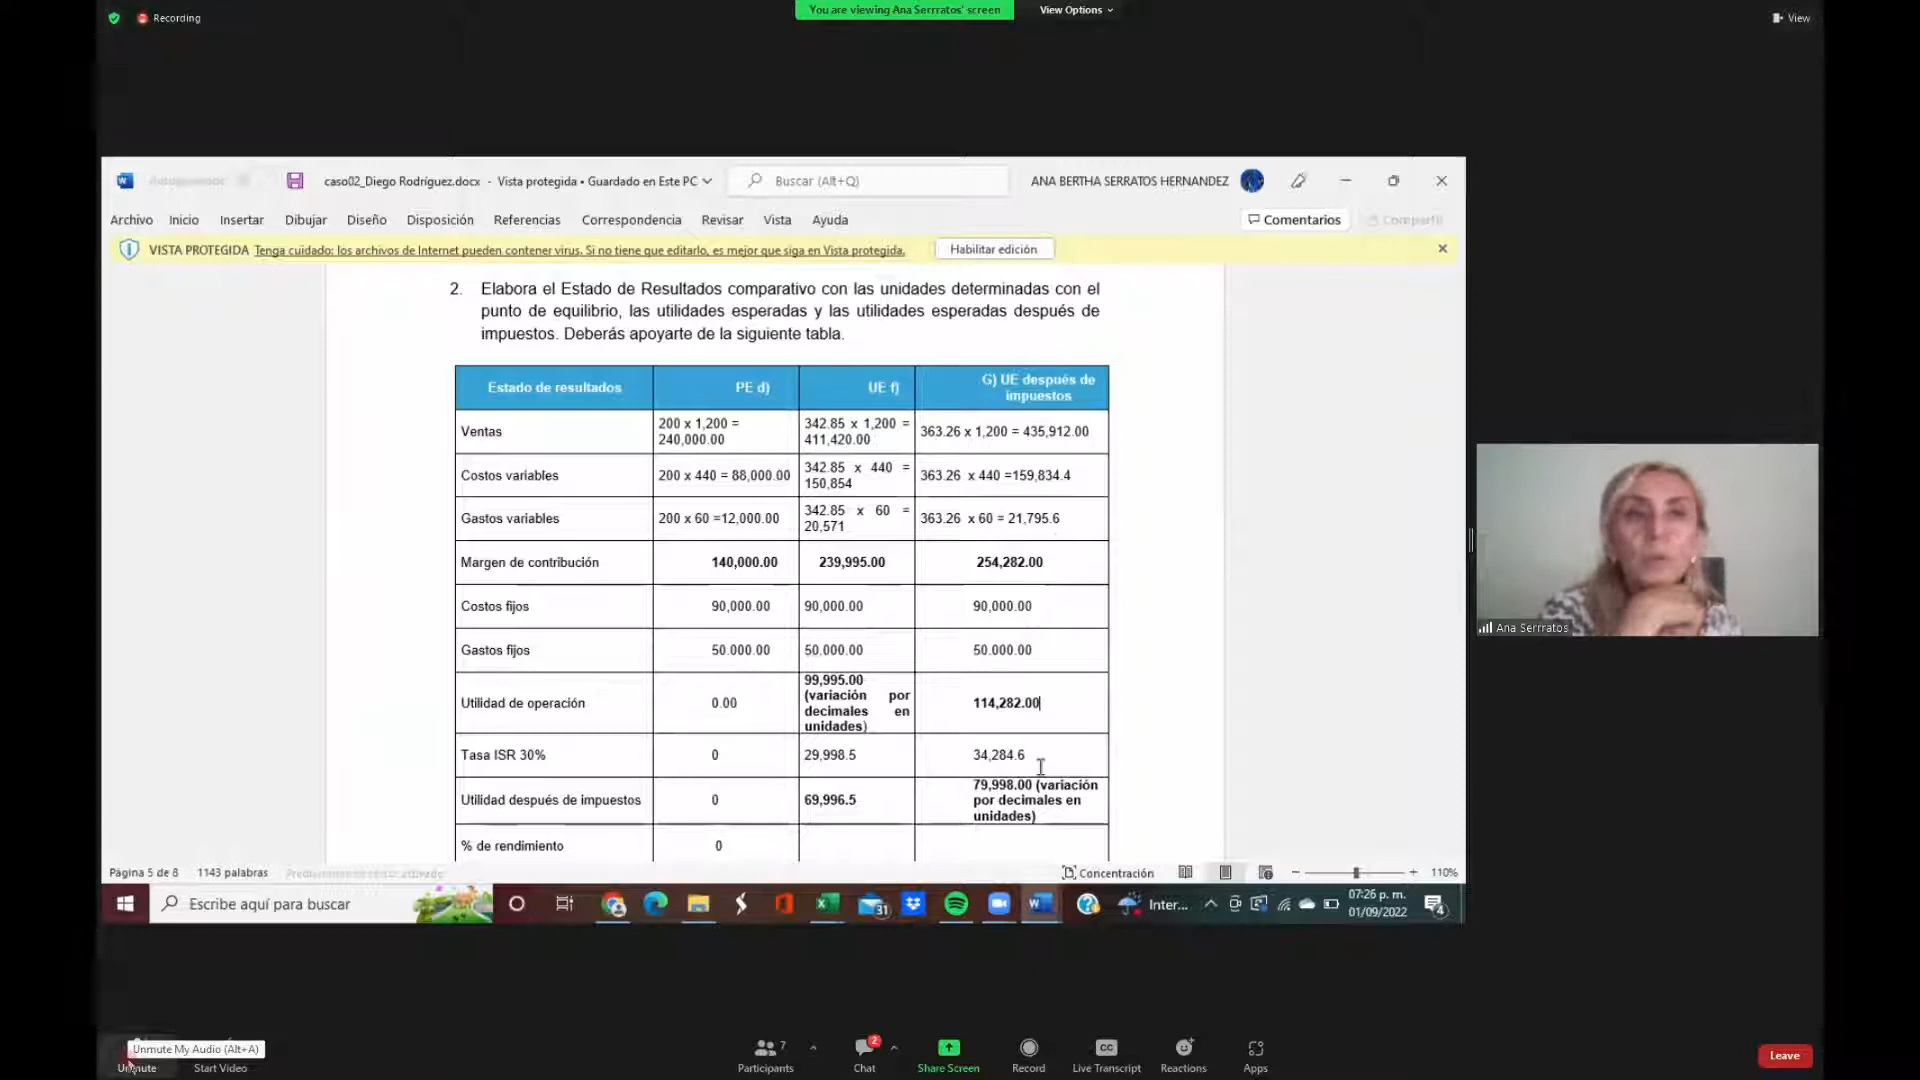 Recording
You are viewing Ana Serrratos' screen
View Options
View
caso02_Diego Rodríguez.docx - Vista protegida • Guardado en Este PC
Buscar (Alt+Q)
ANA BERTHA SERRATOS HERNANDEZ
Archivo Inicio Insertar Dibujar Diseño Disposición Referencias Correspondencia Revisar Vista Ayuda
Comentarios
Compartir
VISTA PROTEGIDA Tenga cuidado: los archivos de Internet pueden contener virus. Si no tiene que editarlo, es mejor que siga en Vista protegida.
Habilitar edición
2. Elabora el Estado de Resultados comparativo con las unidades determinadas con el
punto de equilibrio, las utilidades esperadas y las utilidades esperadas después de
impuestos. Deberás apoyarte de la siguiente tabla.
Estado de resultados
PE d)
UE f)
G) UE después de
impuestos
Ventas
200 x 1,200 =
240,000.00
342.85 x 1,200 =
411,420.00
363.26 x 1,200 = 435,912.00
Costos variables
200 x 440 = 88,000.00
342.85 x 440 =
150,854
363.26 x 440 =159,834.4
Gastos variables
200 x 60 =12,000.00
342.85 x 60 =
20,571
363.26 x 60 = 21,795.6
Margen de contribución
140,000.00
239,995.00
254,282.00
Costos fijos
90,000.00
90,000.00
90,000.00
Gastos fijos
50.000.00
50.000.00
50.000.00
Utilidad de operación
0.00
99,995.00
(variación por
decimales en
unidades)
114,282.00
Tasa ISR 30%
0
29,998.5
34,284.6
Utilidad después de impuestos
0
69,996.5
79,998.00 (variación
por decimales en
unidades)
% de rendimiento
0
Ana Serrratos
Página 5 de 8
1143 palabras
Concentración
110%
Escribe aquí para buscar
31
Inter...
07:26 p. m.
01/09/2022
4
Unmute My Audio (Alt+A)
Unmute
Start Video
7
Participants
2
Chat
Share Screen
Record
CC
Live Transcript
Reactions
Apps
Leave